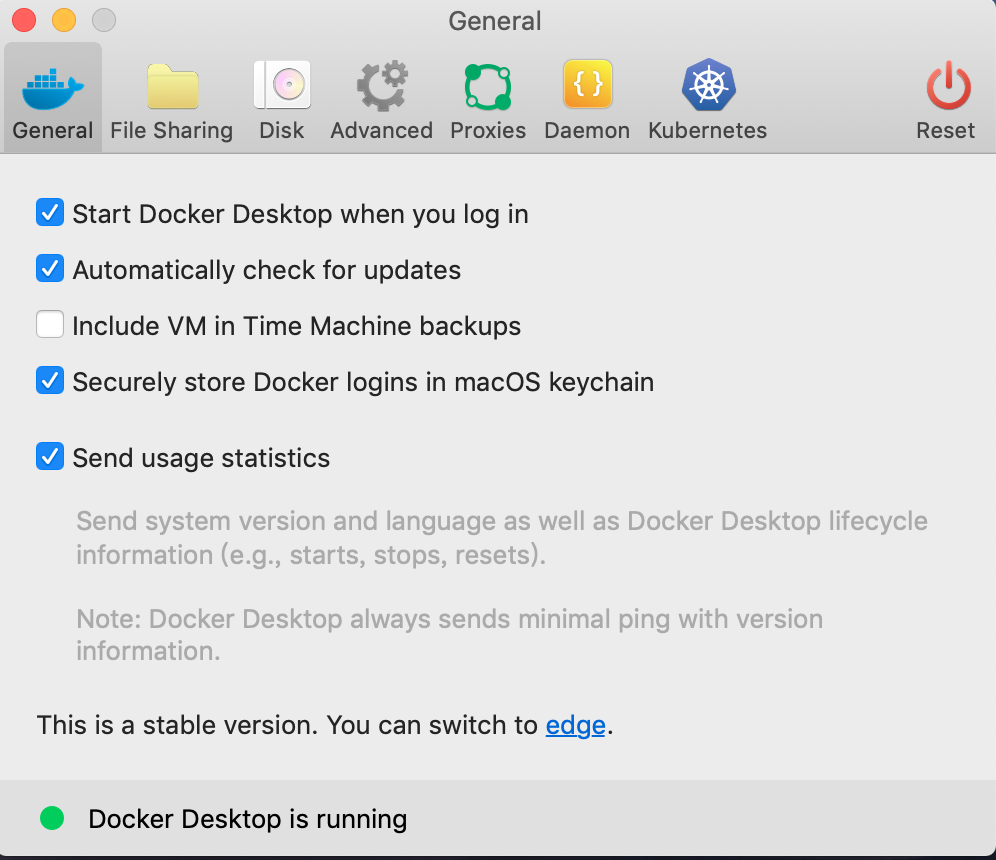 General
General File Sharing Disk Advanced Proxies Daemon Kubernetes Reset
Start Docker Desktop when you log in
Automatically check for updates
Include VM in Time Machine backups
Securely store Docker logins in macOS keychain
Send usage statistics
Send system version and language as well as Docker Desktop lifecycle
information (e.g., starts, stops, resets).
Note: Docker Desktop always sends minimal ping with version
information.
This is a stable version. You can switch to edge.
Docker Desktop is running